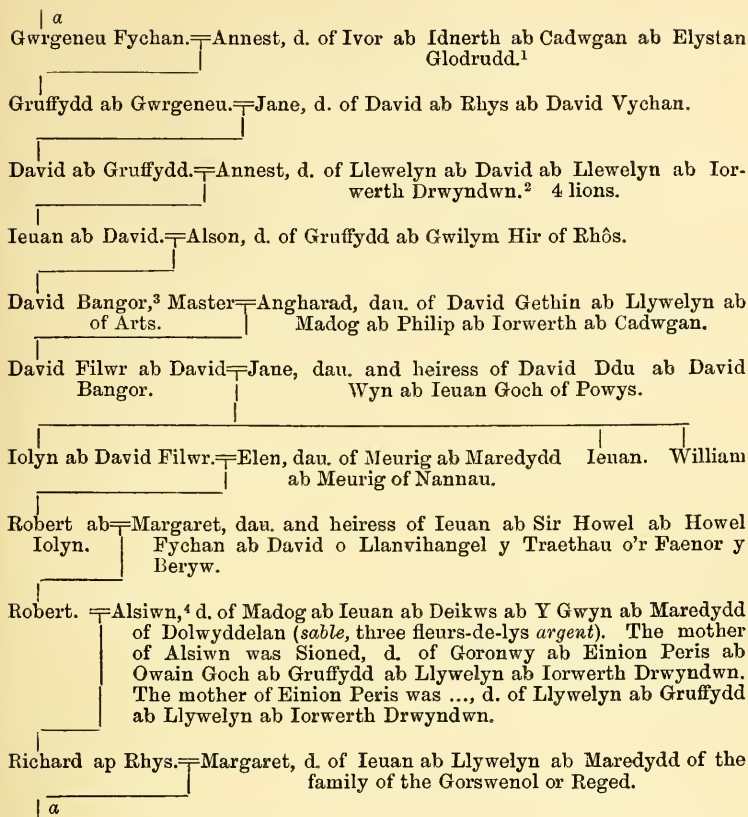 a
Gwrgeneu Fychan.=Annest, d. of Ivor ab Idnerth ab Cadwgan ab Elystan
Glodrudd.¹
Gruffydd ab Gwrgeneu.=Jane, d. of David ab Rhys ab David Vychan.
David ab Gruffydd.=Annest, d. of Llewelyn ab David ab Llewelyn ab Ior-
werth Drwyndwn.² 4 lions.
Ieuan ab David.=Alson, d. of Gruffydd ab Gwilym Hir of Rhôs.
David Bangor,³ Master=Angharad, dau. of David Gethin ab Llywelyn ab
of Arts. Madog ab Philip ab Iorwerth ab Cadwgan.
David Filwr ab David=Jane, dau. and heiress of David Ddu ab David
Bangor. Wyn ab Ieuan Goch of Powys.
Iolyn ab David Filwr.=Elen, dau. of Meurig ab Maredydd Ieuan. William
ab Meurig of Nannau.
Robert ab=Margaret, dau. and heiress of Ieuan ab Sir Howel ab Howel
Iolyn. Fychan ab David o Llanvihangel y Traethau o'r Faenor y
Beryw.
Robert. =Alsiwn,⁴ d. of Madog ab Ieuan ab Deikws ab Y Gwyn ab Maredydd
of Dolwyddelan (sable, three fleurs-de-lys argent). The mother
of Alsiwn was Sioned, d. of Goronwy ab Einion Peris ab
Owain Goch ab Gruffydd ab Llywelyn ab Iorwerth Drwyndwn.
The mother of Einion Peris was ..., d. of Llywelyn ab Gruffydd
ab Llywelyn ab Iorwerth Drwyndwn.
Richard ap Rhys.=Margaret, d. of Ieuan ab Llywelyn ab Maredydd of the
family of the Gorswenol or Reged.
a